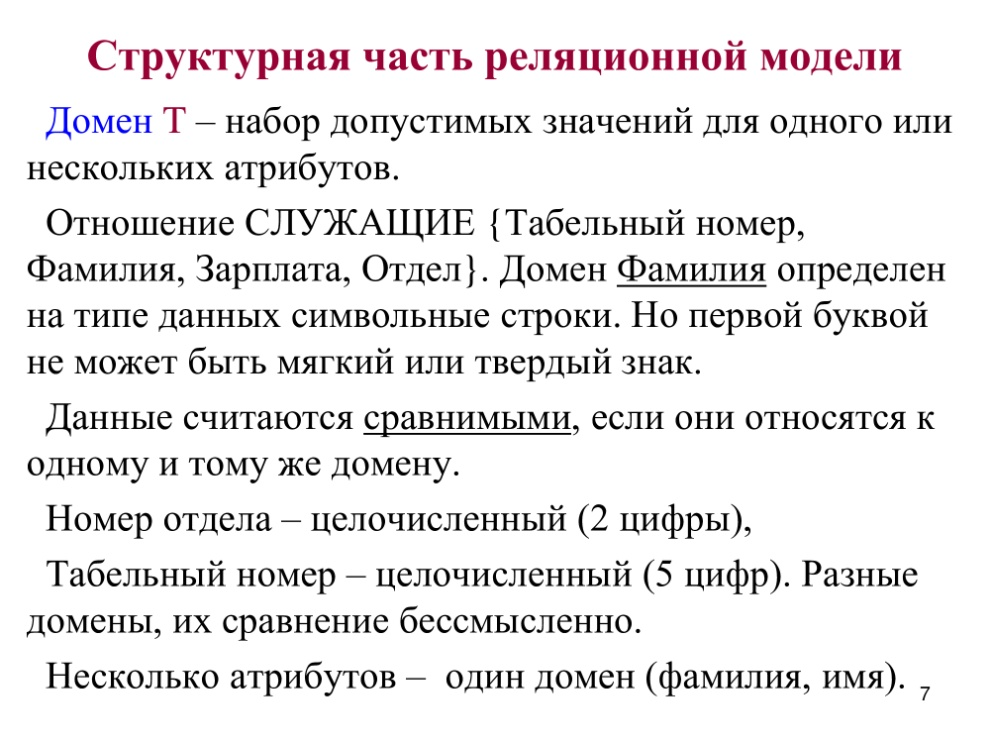 Структурная часть реляционной модели
Домен Т – набор допустимых значений для одного или
нескольких атрибутов.
Отношение СЛУЖАЩИЕ {Табельный номер,
Фамилия, Зарплата, Отдел}. Домен Фамилия определен
на типе данных символьные строки. Но первой буквой
не может быть мягкий или твердый знак.
Данные считаются сравнимыми, если они относятся к
одному и тому же домену.
Номер отдела – целочисленный (2 цифры),
Табельный номер – целочисленный (5 цифр). Разные
домены, их сравнение бессмысленно.
Несколько атрибутов – один домен (фамилия, имя).
7